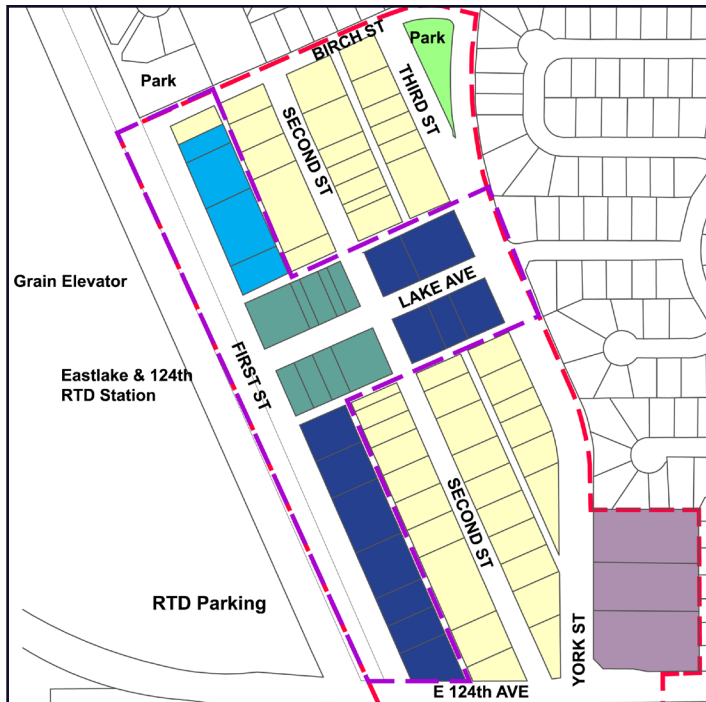 Park
BIRCH ST
Park
THIRD ST
SECOND ST
Grain Elevator
LAKE AVE
FIRST ST
Eastlake & 124th
RTD Station
SECOND ST
RTD Parking
YORK ST
E 124th AVE